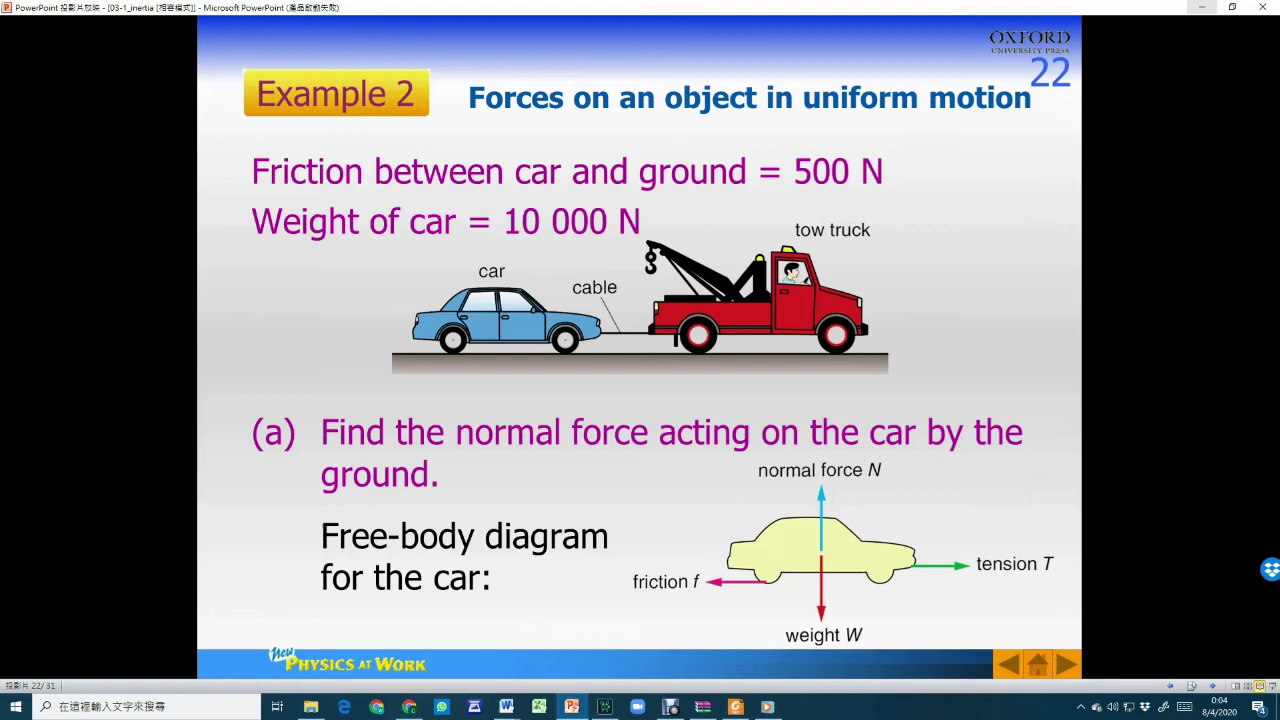 PowerPoint 投影片放映 - [03-1_inertia [相容模式]] - Microsoft PowerPoint (產品啟動失敗)
OXFORD
UNIVERSITY PRESS
22
Example 2
Forces on an object in uniform motion
Friction between car and ground = 500 N
Weight of car = 10 000 N
tow truck
car
cable
(a) Find the normal force acting on the car by the
ground.
normal force N
Free-body diagram
for the car:
tension T
friction f
weight W
New
PHYSICS AT WORK
投影片 22/31
在這裡輸入文字來搜尋
0:04
8/4/2020
4